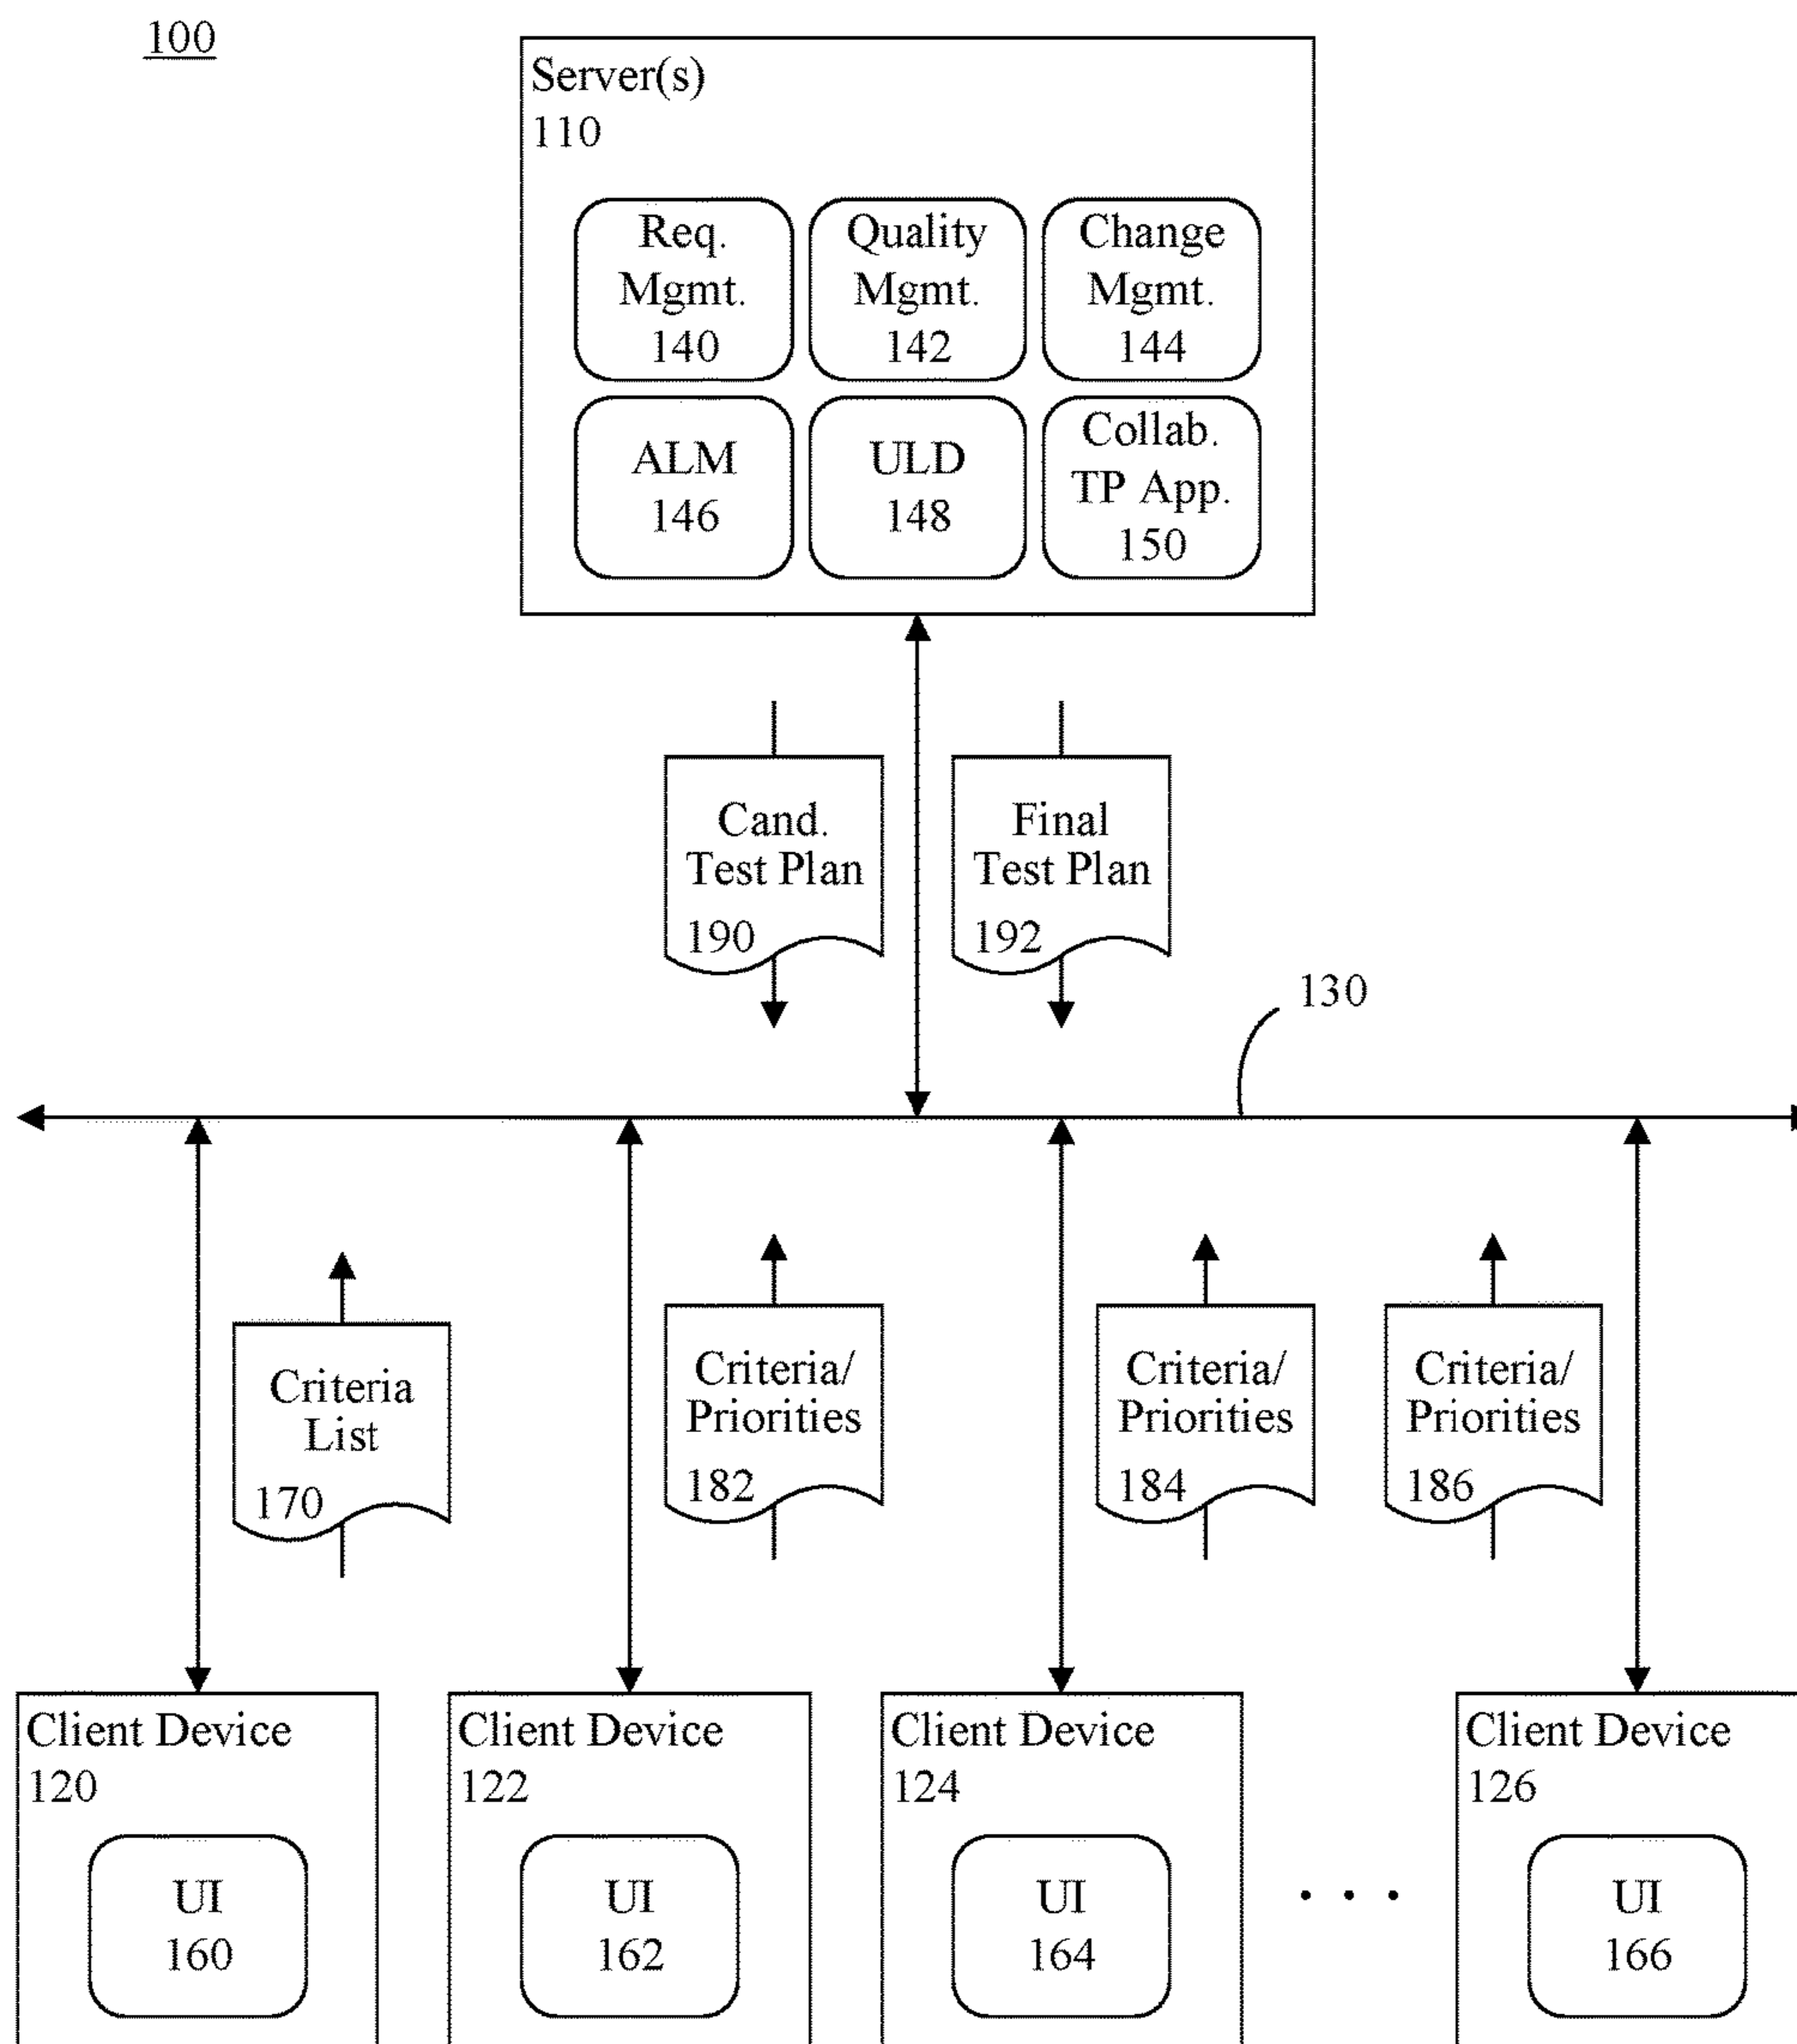 100
Server(s)
110
Req.
Mgmt.
140
Quality
Mgmt.
142
Change
Mgmt.
144
ALM
146
ULD
148
Collab.
TP App.
150
Cand.
Test Plan
190
Final
Test Plan
192
130
Criteria
List
170
Criteria/
Priorities
182
Criteria/
Priorities
184
Criteria/
Priorities
186
Client Device
120
UI
160
Client Device
122
UI
162
Client Device
124
UI
164
. . .
Client Device
126
UI
166